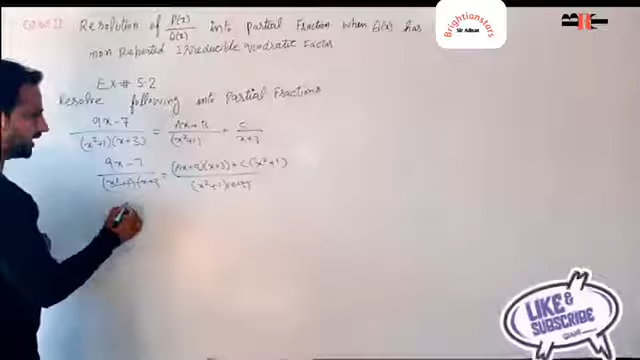 Resolution of P(x)/Q(x) into partial Fraction when Q(x) has
non Repeated Irreducible quadratic Factor
Ex # 5.2
Resolve following into Partial Fractions
9x-7/(x²+1)(x+3) = Ax+B/(x²+1) + C/x+3
9x-7/(x²+1)(x+3 = (Ax+B)(x+3)+C(x²+1)/(x²+1)(x+3)
Brightianstars
Sir Adnan
LIKE &
SUBSCRIBE